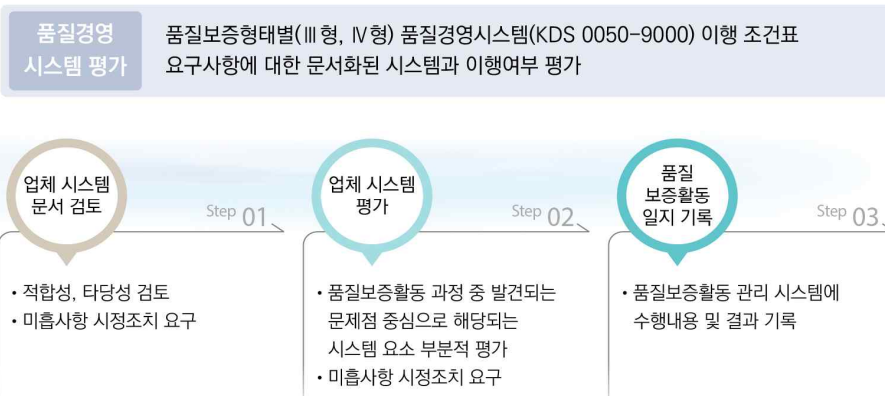 품질경영
시스템 평가
품질보증형태별(Ⅲ형, Ⅳ형) 품질경영시스템(KDS 0050-9000) 이행 조건표
요구사항에 대한 문서화된 시스템과 이행여부 평가
업체 시스템
문서 검토
Step 01
• 적합성, 타당성 검토
• 미흡사항 시정조치 요구
업체 시스템
평가
Step 02
• 품질보증활동 과정 중 발견되는
문제점 중심으로 해당되는
시스템 요소 부분적 평가
• 미흡사항 시정조치 요구
품질
보증활동
일지 기록
Step 03
• 품질보증활동 관리 시스템에
수행내용 및 결과 기록